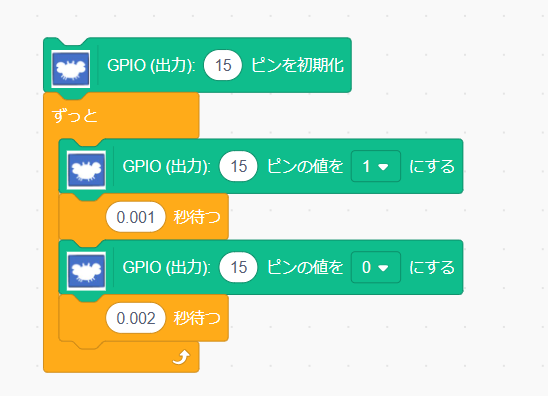 GPIO (出力): 15 ピンを初期化
ずっと
GPIO (出力): 15 ピンの値を 1 にする
0.001 秒待つ
GPIO (出力): 15 ピンの値を 0 にする
0.002 秒待つ